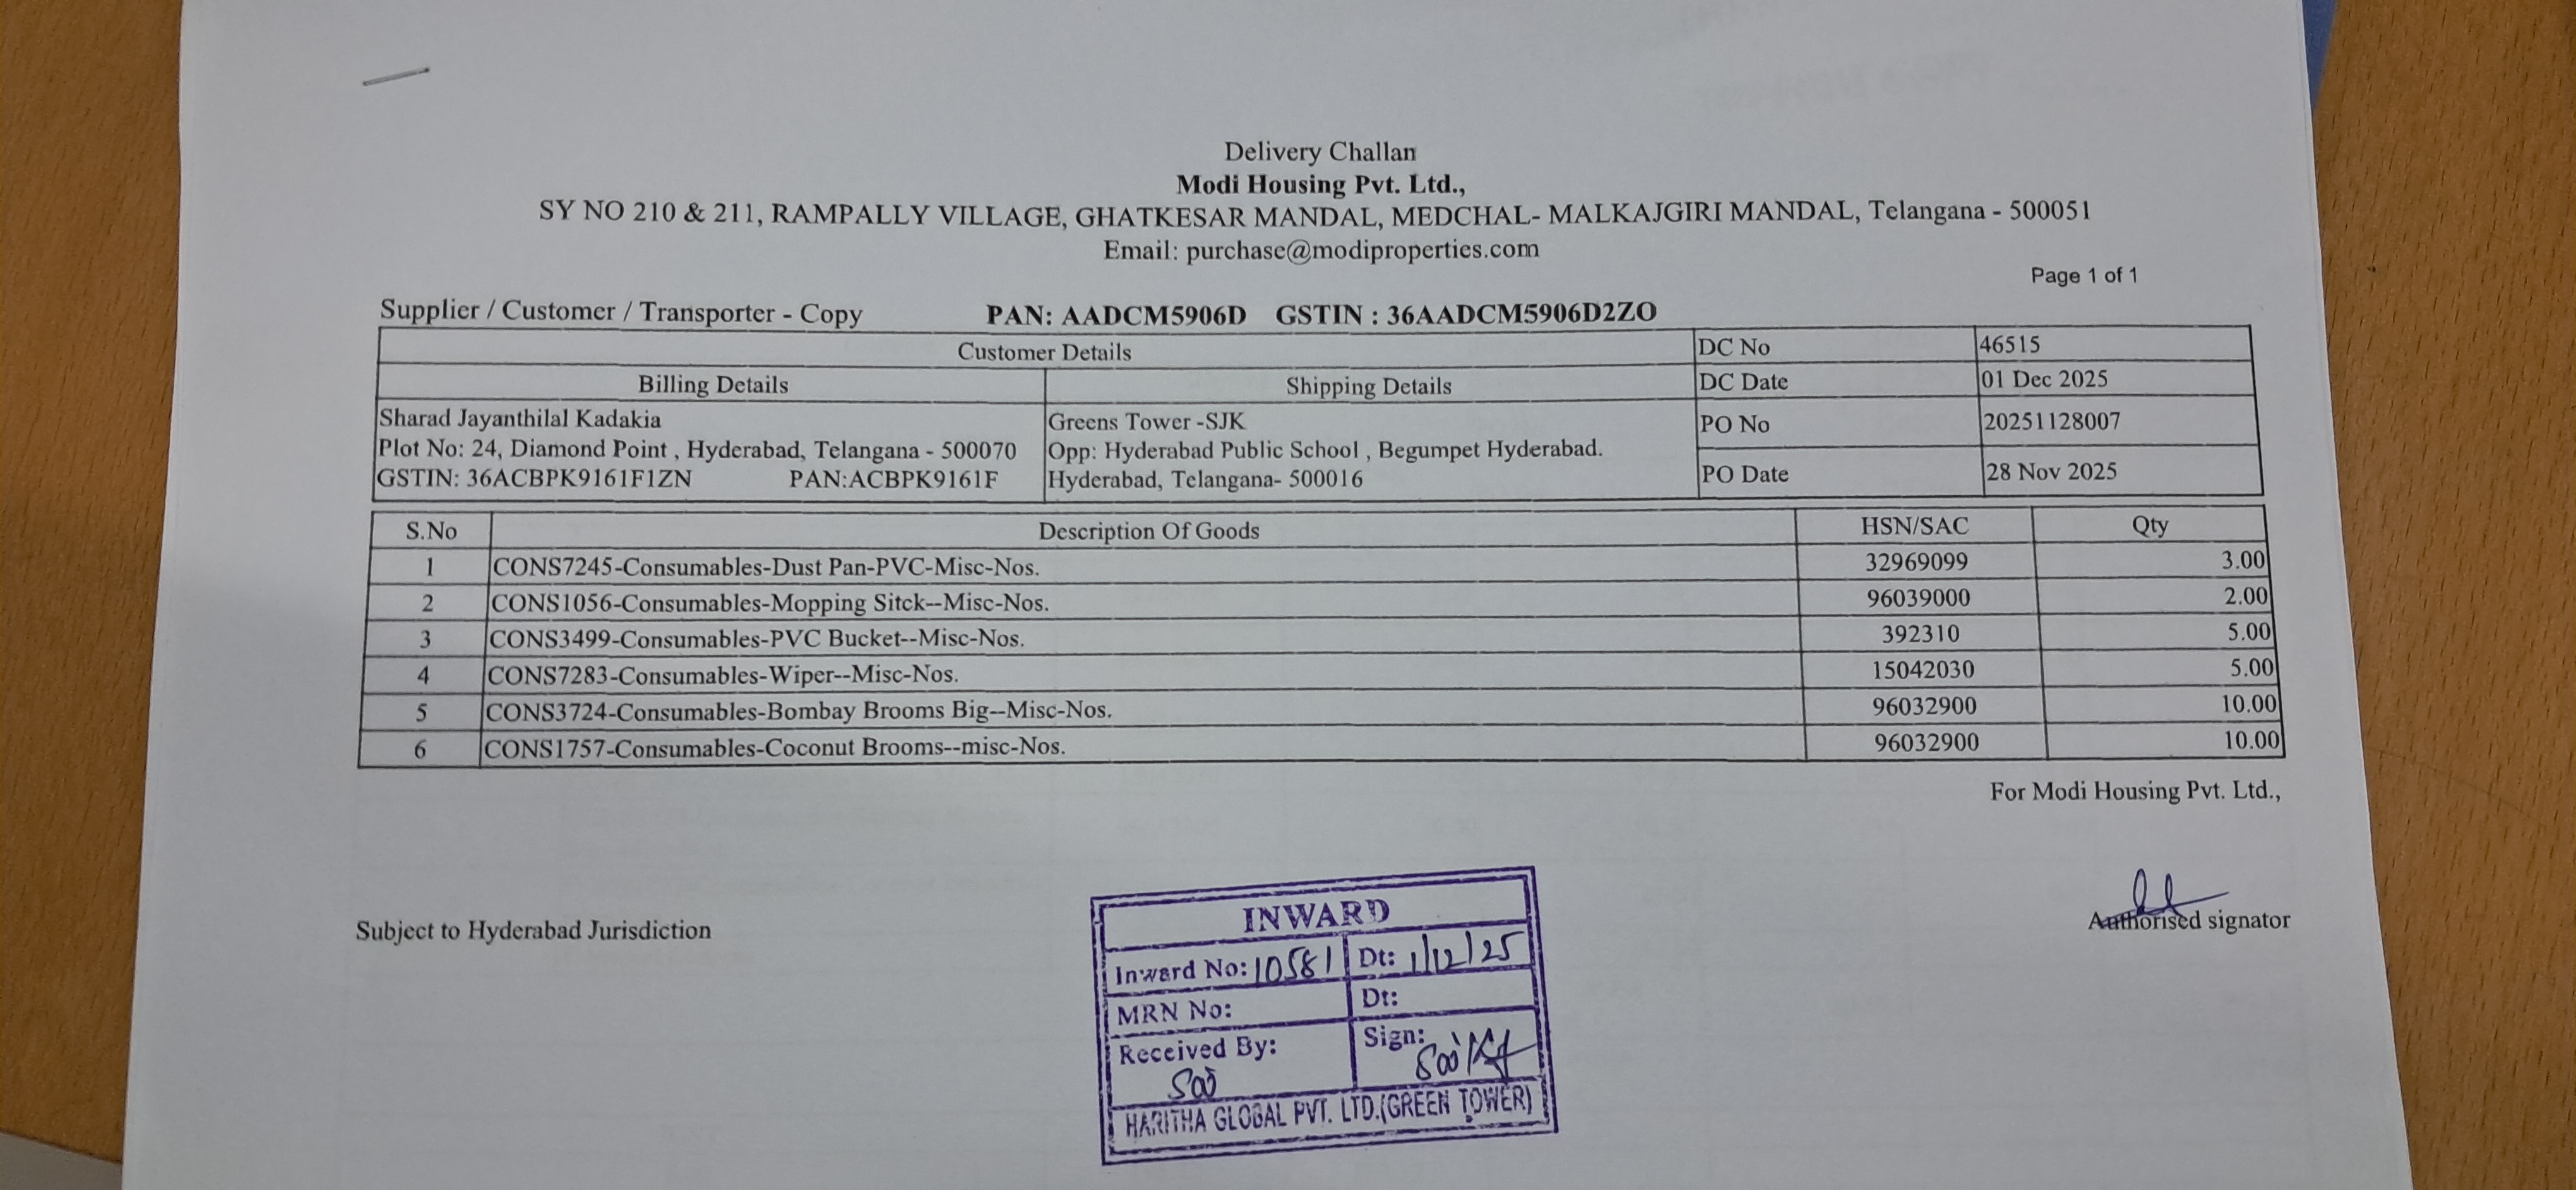 Delivery Challan
Modi Housing Pvt. Ltd.,
SY NO 210 & 211, RAMPALLY VILLAGE, GHATKESAR MANDAL, MEDCHAL- MALKAJGIRI MANDAL, Telangana - 500051
Email: purchase@modiproperties.com
Page 1 of 1
Supplier / Customer / Transporter - Copy PAN: AADCM5906D GSTIN : 36AADCM5906D2ZO
Customer Details
Billing Details
Sharad Jayanthilal Kadakia
Plot No: 24, Diamond Point , Hyderabad, Telangana - 500070
GSTIN: 36ACBPK9161F1ZN PAN:ACBPK9161F
Shipping Details
Greens Tower -SJK
Opp: Hyderabad Public School , Begumpet Hyderabad.
Hyderabad, Telangana- 500016
DC No 46515
DC Date 01 Dec 2025
PO No 20251128007
PO Date 28 Nov 2025
S.No Description Of Goods HSN/SAC Qty
1 CONS7245-Consumables-Dust Pan-PVC-Misc-Nos. 32969099 3.00
2 CONS1056-Consumables-Mopping Sitck--Misc-Nos. 96039000 2.00
3 CONS3499-Consumables-PVC Bucket--Misc-Nos. 392310 5.00
4 CONS7283-Consumables-Wiper--Misc-Nos. 15042030 5.00
5 CONS3724-Consumables-Bombay Brooms Big--Misc-Nos. 96032900 10.00
6 CONS1757-Consumables-Coconut Brooms--misc-Nos. 96032900 10.00
For Modi Housing Pvt. Ltd.,
Authorised signator
Subject to Hyderabad Jurisdiction
INWARD
Inward No: 10581 Dt: 1/12/25
MRN No: Dt:
Received By: Sign:
HARITHA GLOBAL PVT. LTD.(GREEN TOWER)